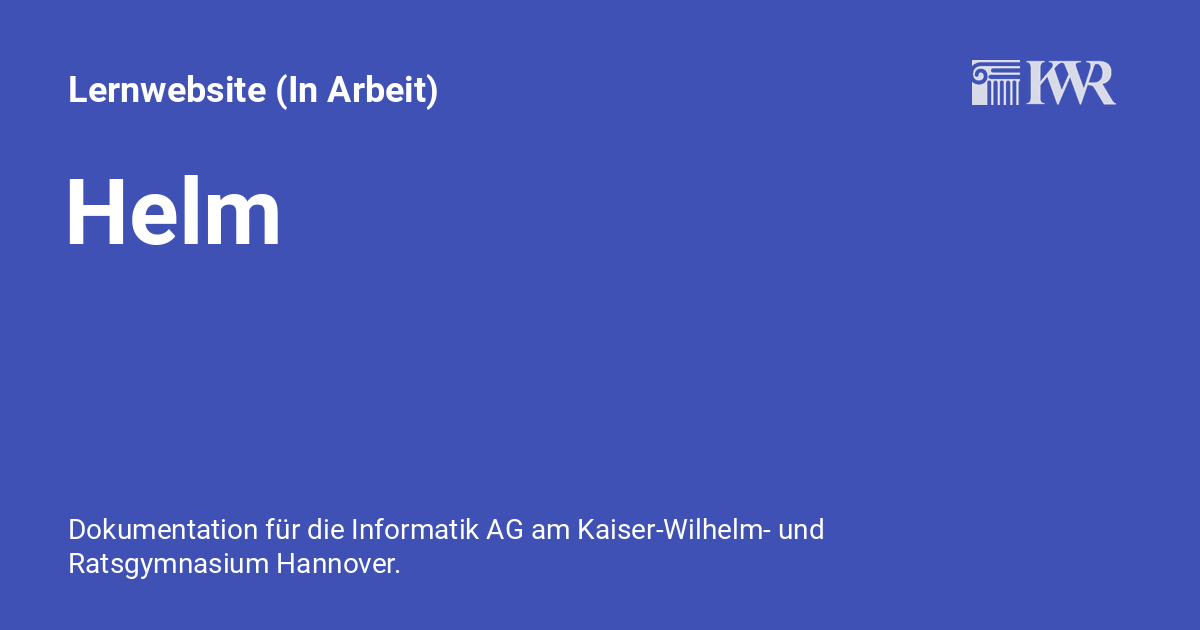 Lernwebsite (In Arbeit)
KWR
Helm
Dokumentation für die Informatik AG am Kaiser-Wilhelm- und
Ratsgymnasium Hannover.